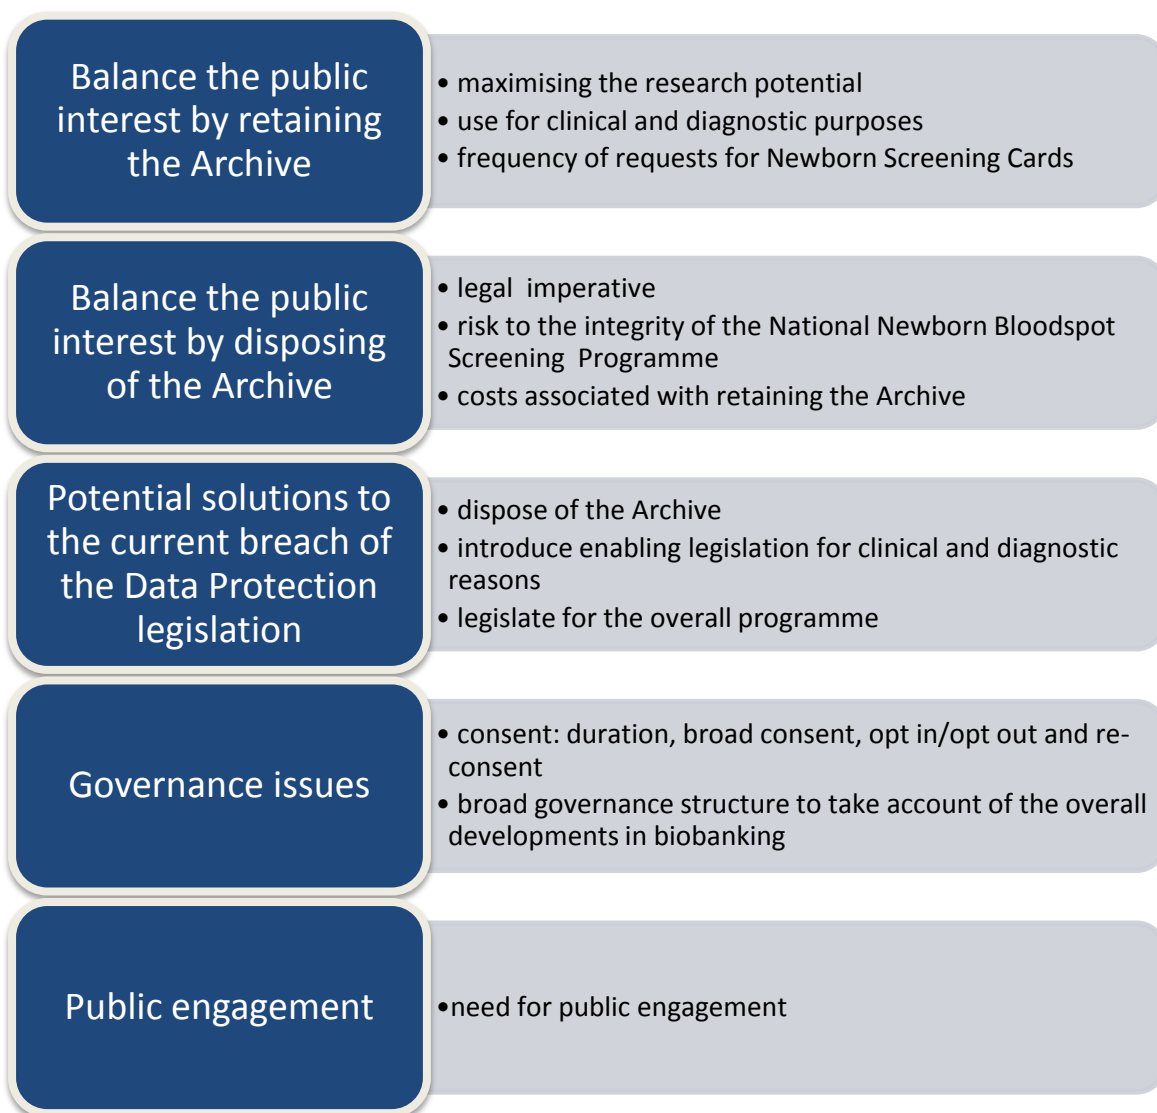 Balance the public
interest by retaining
the Archive
• maximising the research potential
• use for clinical and diagnostic purposes
• frequency of requests for Newborn Screening Cards
Balance the public
interest by disposing
of the Archive
• legal imperative
• risk to the integrity of the National Newborn Bloodspot
Screening Programme
• costs associated with retaining the Archive
Potential solutions to
the current breach of
the Data Protection
legislation
• dispose of the Archive
• introduce enabling legislation for clinical and diagnostic
reasons
• legislate for the overall programme
Governance issues
• consent: duration, broad consent, opt in/opt out and re-
consent
• broad governance structure to take account of the overall
developments in biobanking
Public engagement
•need for public engagement